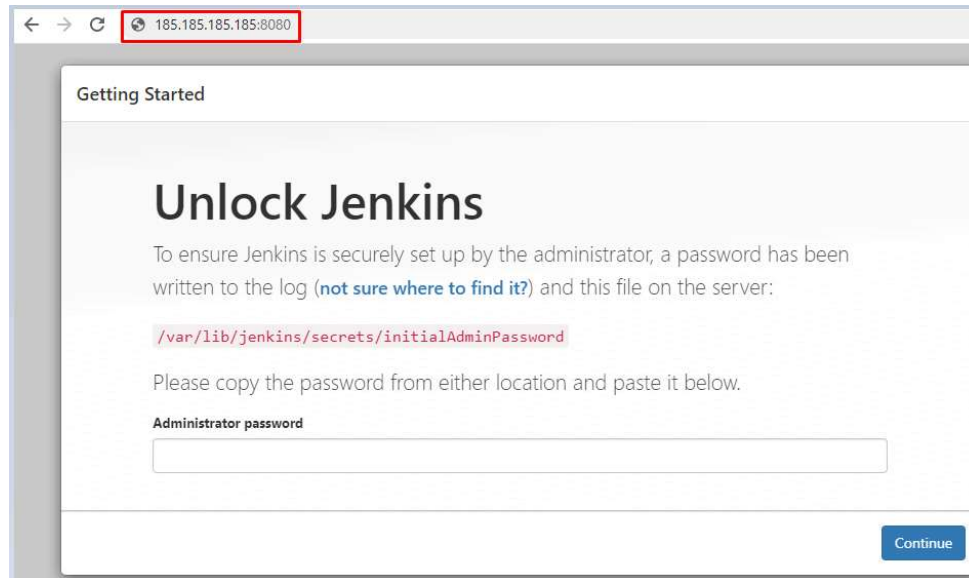 185.185.185.185:8080
Getting Started
Unlock Jenkins
To ensure Jenkins is securely set up by the administrator, a password has been
written to the log (not sure where to find it?) and this file on the server:
/var/lib/jenkins/secrets/initialAdminPassword
Please copy the password from either location and paste it below.
Administrator password
Continue